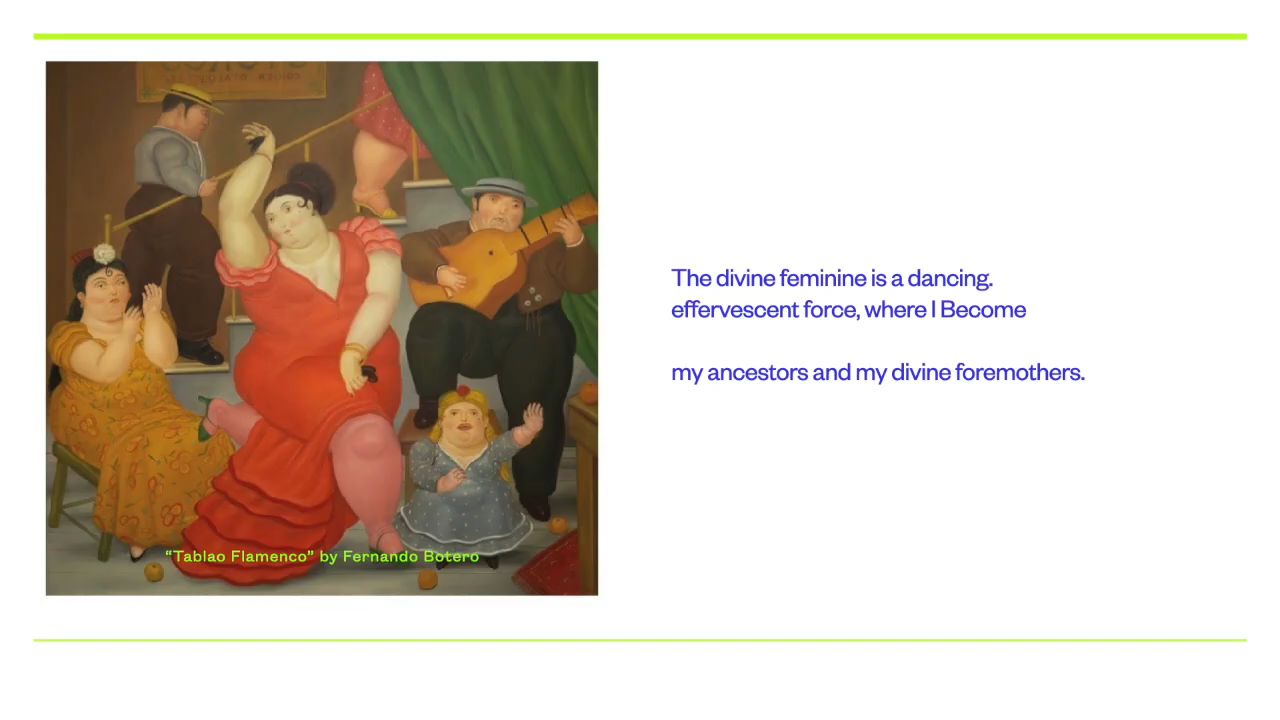 “Tablao Flamenco” by Fernando Botero
The divine feminine is a dancing.
effervescent force, where I Become
my ancestors and my divine foremothers.